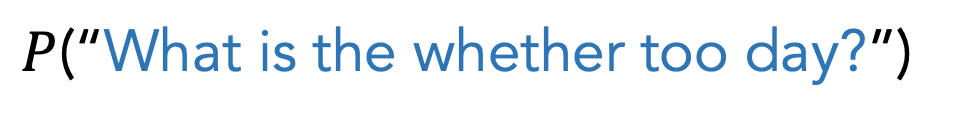 P(“What is the whether too day?”)